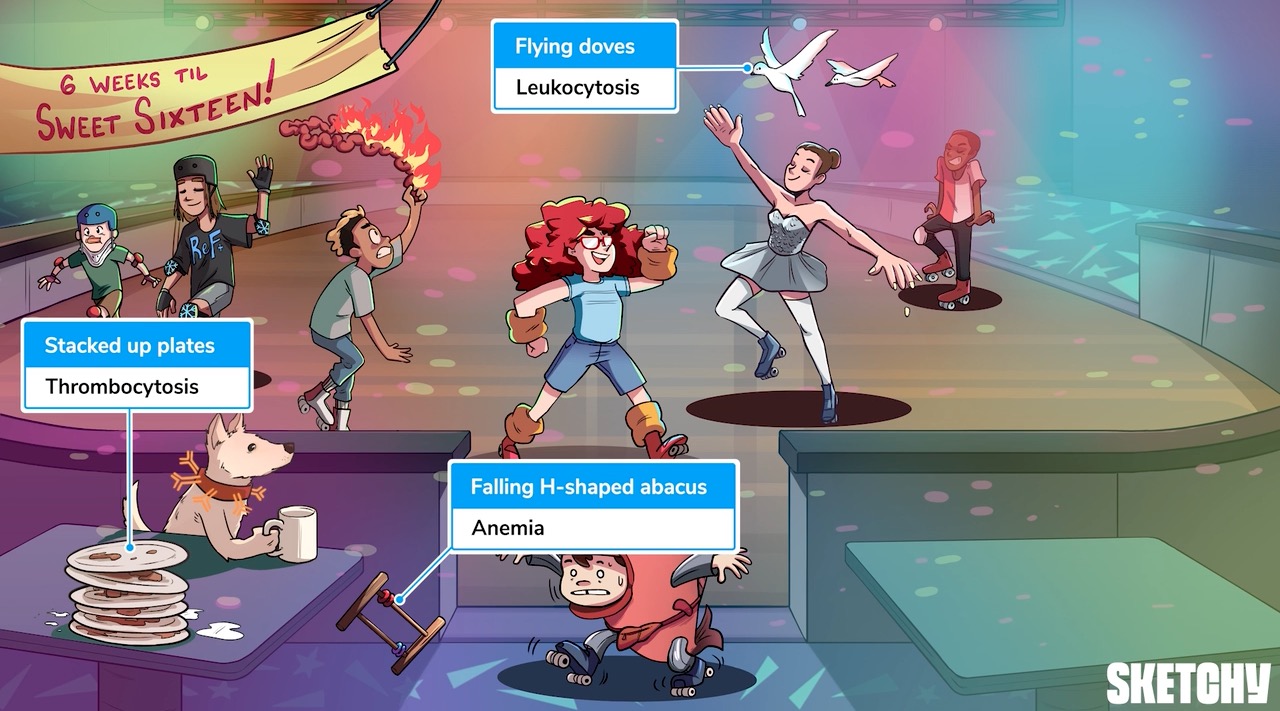 6 WEEKS TIL
SWEET SIXTEEN!
Flying doves
Leukocytosis
ReF+
Stacked up plates
Thrombocytosis
Falling H-shaped abacus
Anemia
SKETCHY